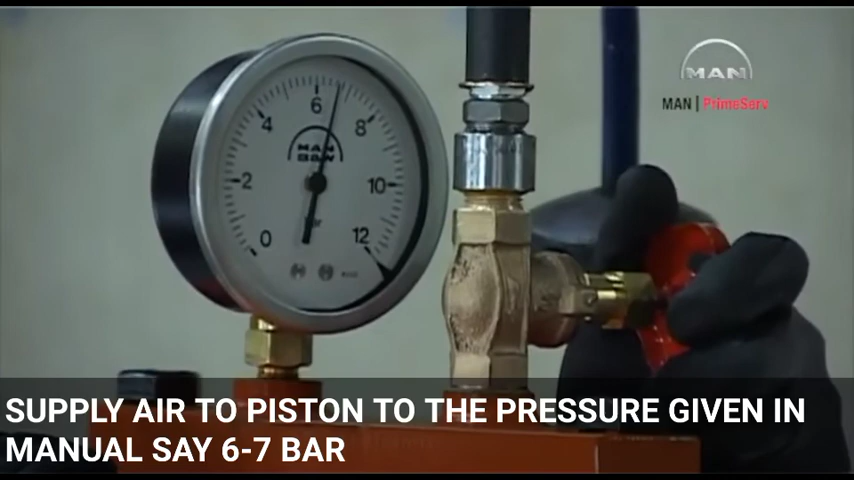 MAN
MAN | PrimeServ
6
4
8
MAN
B&W
2
10
bar
0
12
SUPPLY AIR TO PISTON TO THE PRESSURE GIVEN IN
MANUAL SAY 6-7 BAR